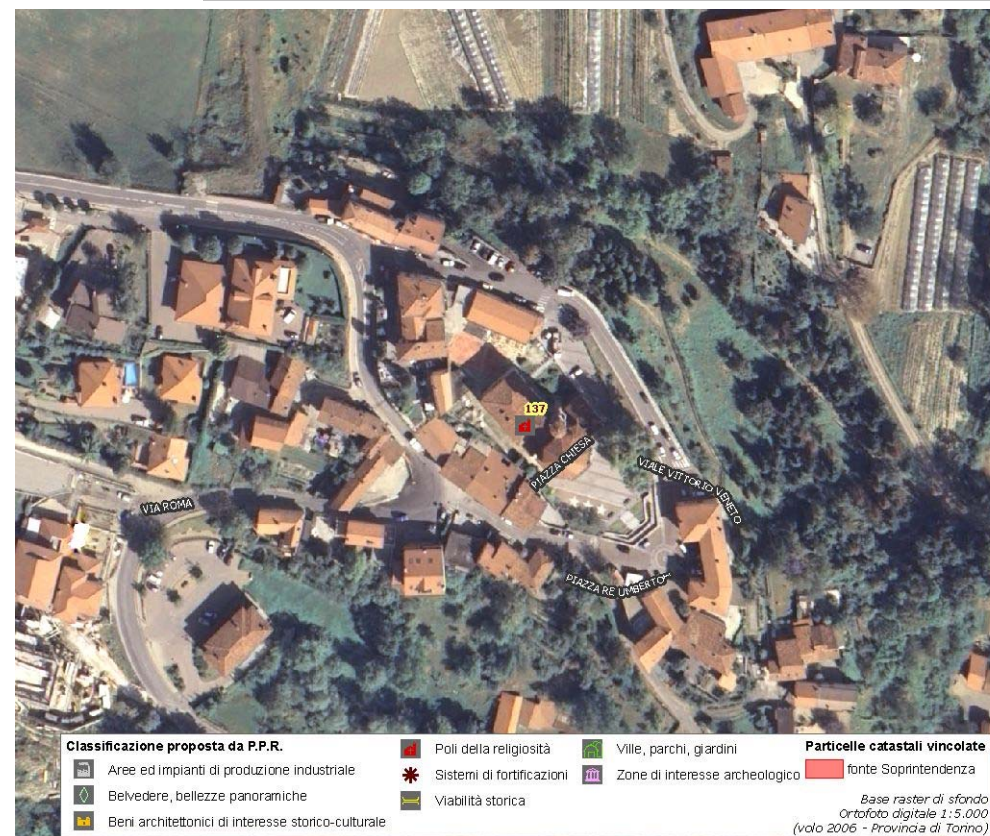 137
PIAZZA CHIESA
VIALE VITTORIO VENETO
VIA ROMA
PIAZZA RE UMBERTO I
Classificazione proposta da P.P.R.
Aree ed impianti di produzione industriale
Belvedere, bellezze panoramiche
Beni architettonici di interesse storico-culturale
Poli della religiosità
Sistemi di fortificazioni
Viabilità storica
Ville, parchi, giardini
Zone di interesse archeologico
Particelle catastali vincolate
fonte Soprintendenza
Base raster di sfondo
Ortofoto digitale 1:5.000
(volo 2006 - Provincia di Torino)